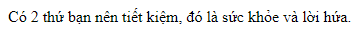 Có 2 thứ bạn nên tiết kiệm, đó là sức khỏe và lời hứa.